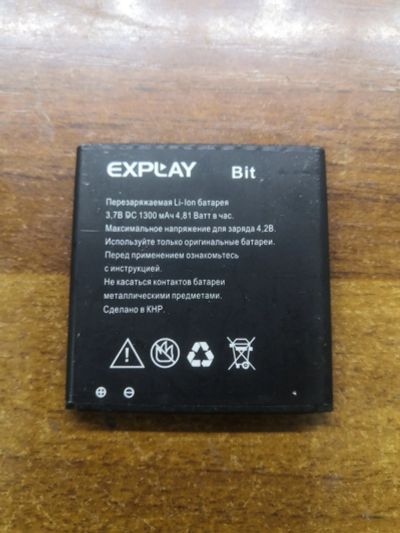 EXPLAY Bit
Перезаряжаемая Li-Ion батарея
3,7В DC 1300 мАч 4,81 Ватт в час.
Максимальное напряжение для заряда 4,2В.
Используйте только оригинальные батареи.
Перед применением ознакомьтесь
с инструкцией.
Не касаться контактов батареи
металлическими предметами.
Сделано в КНР.